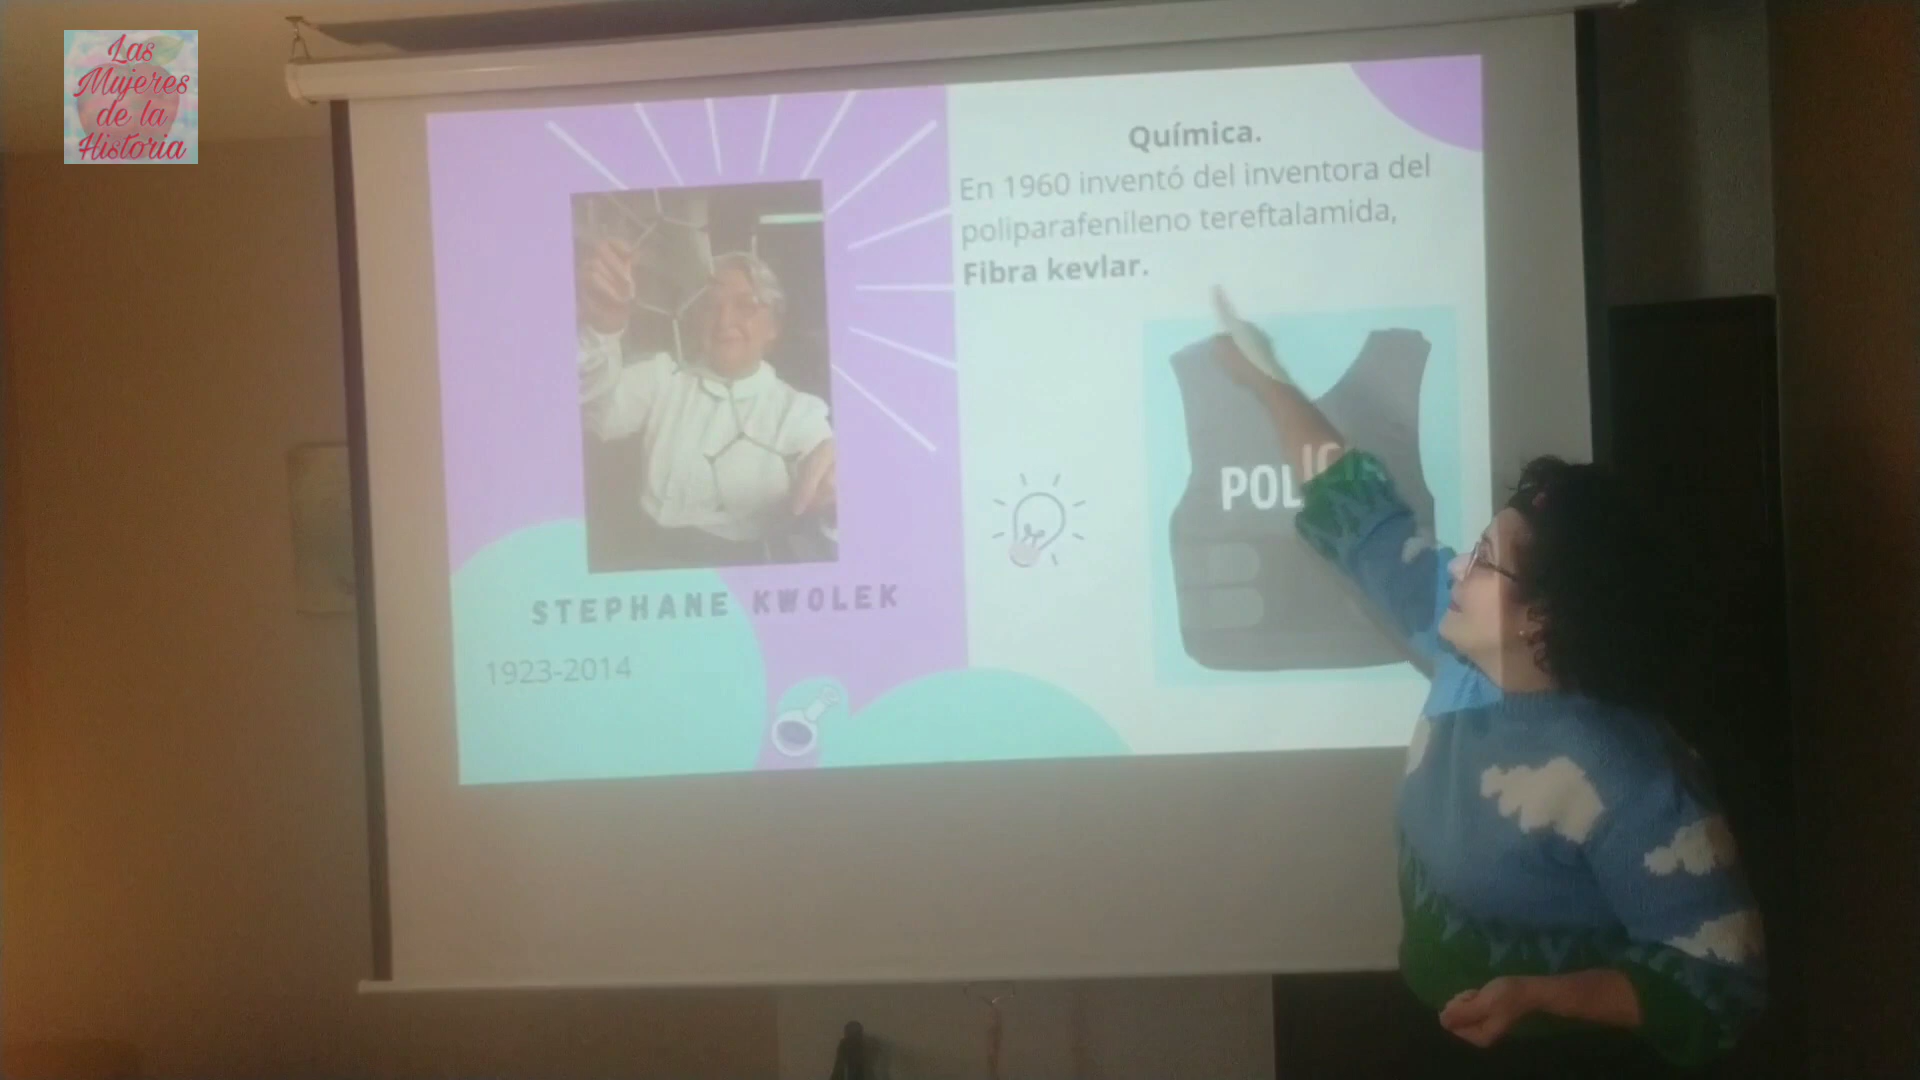 Las
Mujeres
de la
Historia
Química.
En 1960 inventó del inventora del
poliparafenileno tereftalamida,
Fibra kevlar.
POLICIA
STEPHANE KWOLEK
1923-2014